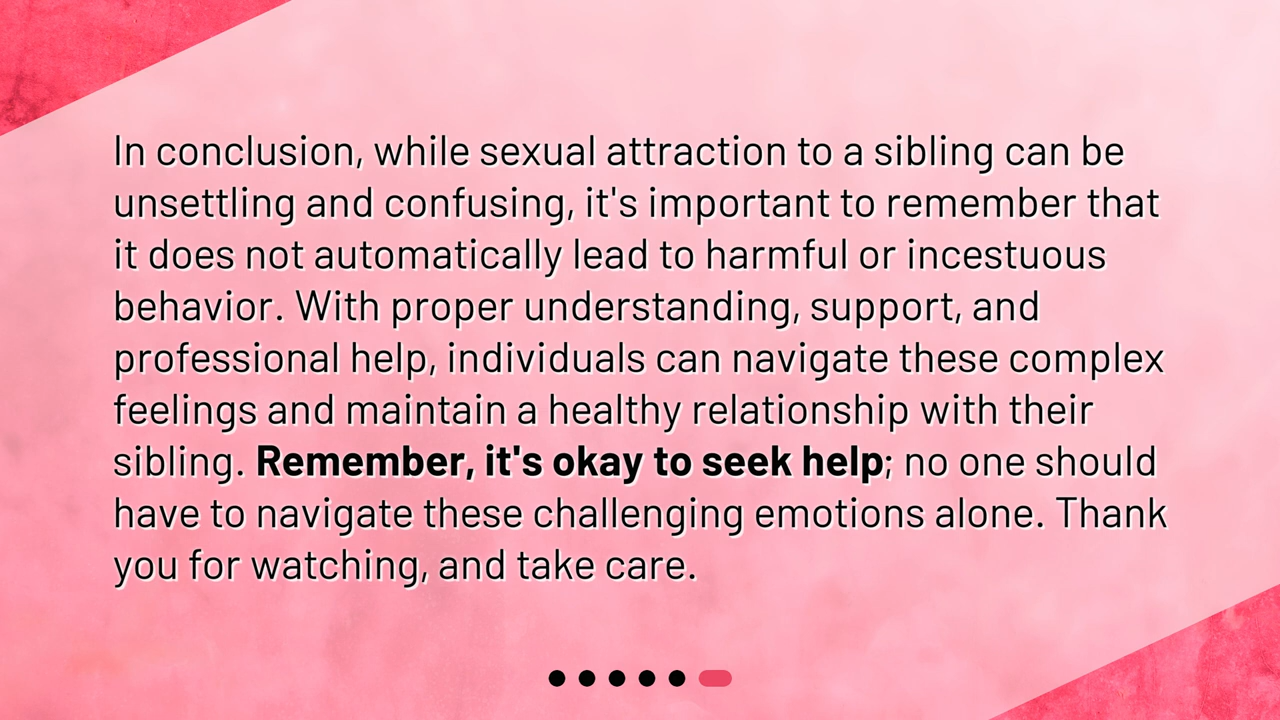 In conclusion, while sexual attraction to a sibling can be
unsettling and confusing, it's important to remember that
it does not automatically lead to harmful or incestuous
behavior. With proper understanding, support, and
professional help, individuals can navigate these complex
feelings and maintain a healthy relationship with their
sibling. Remember, it's okay to seek help; no one should
have to navigate these challenging emotions alone. Thank
you for watching, and take care.